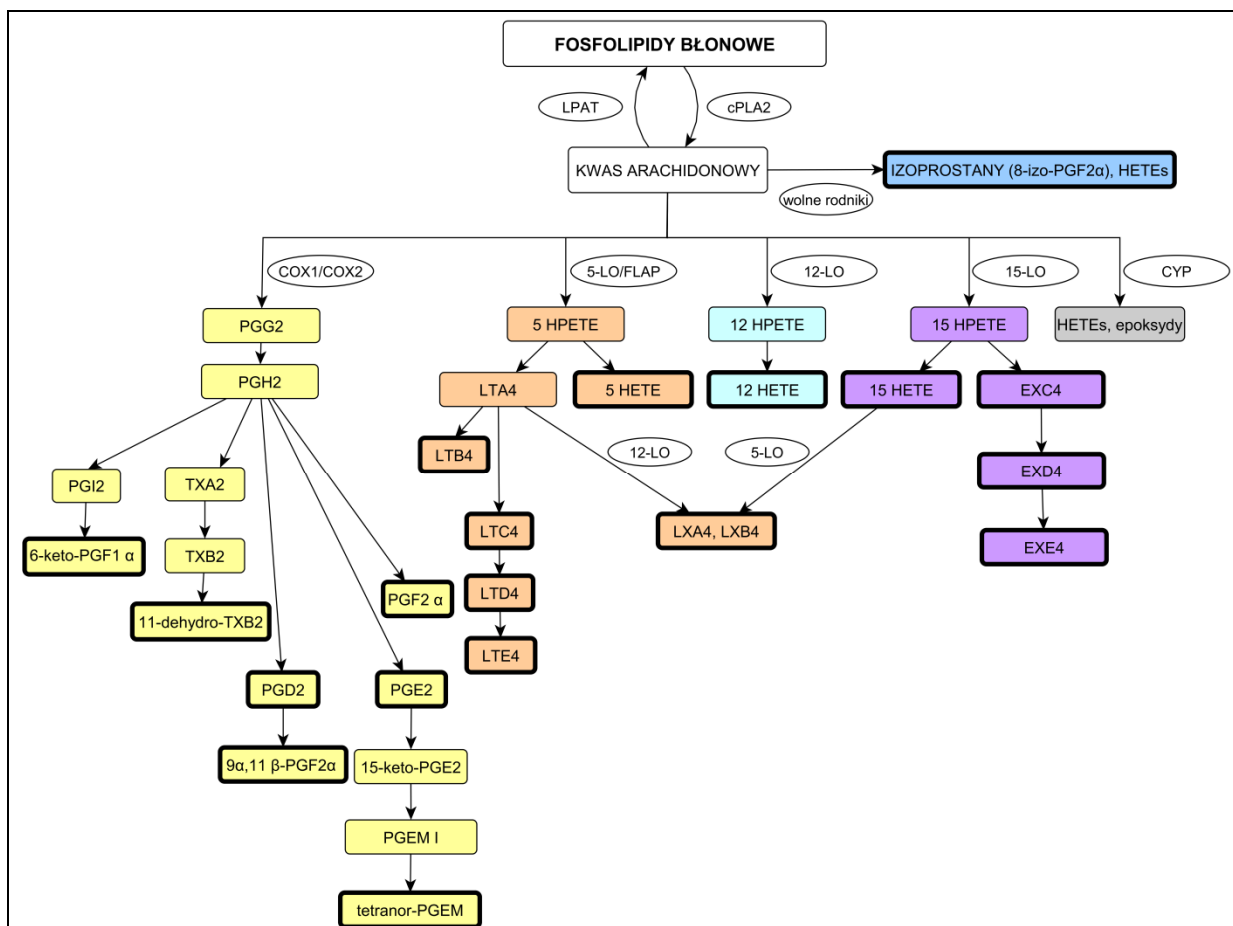 FOSFOLIPIDY BŁONOWE
LPAT
cPLA2
KWAS ARACHIDONOWY
IZOPROSTANY (8-izo-PGF2α), HETEs
wolne rodniki
COX1/COX2
5-LO/FLAP
12-LO
15-LO
CYP
PGG2
5 HPETE
12 HPETE
15 HPETE
HETEs, epoksydy
PGH2
LTA4
5 HETE
12 HETE
15 HETE
EXC4
LTB4
12-LO
5-LO
PGI2
TXA2
EXD4
LTC4
LXA4, LXB4
EXE4
6-keto-PGF1 α
TXB2
PGF2 α
LTD4
11-dehydro-TXB2
LTE4
PGD2
PGE2
9α,11 β-PGF2α
15-keto-PGE2
PGEM I
tetranor-PGEM